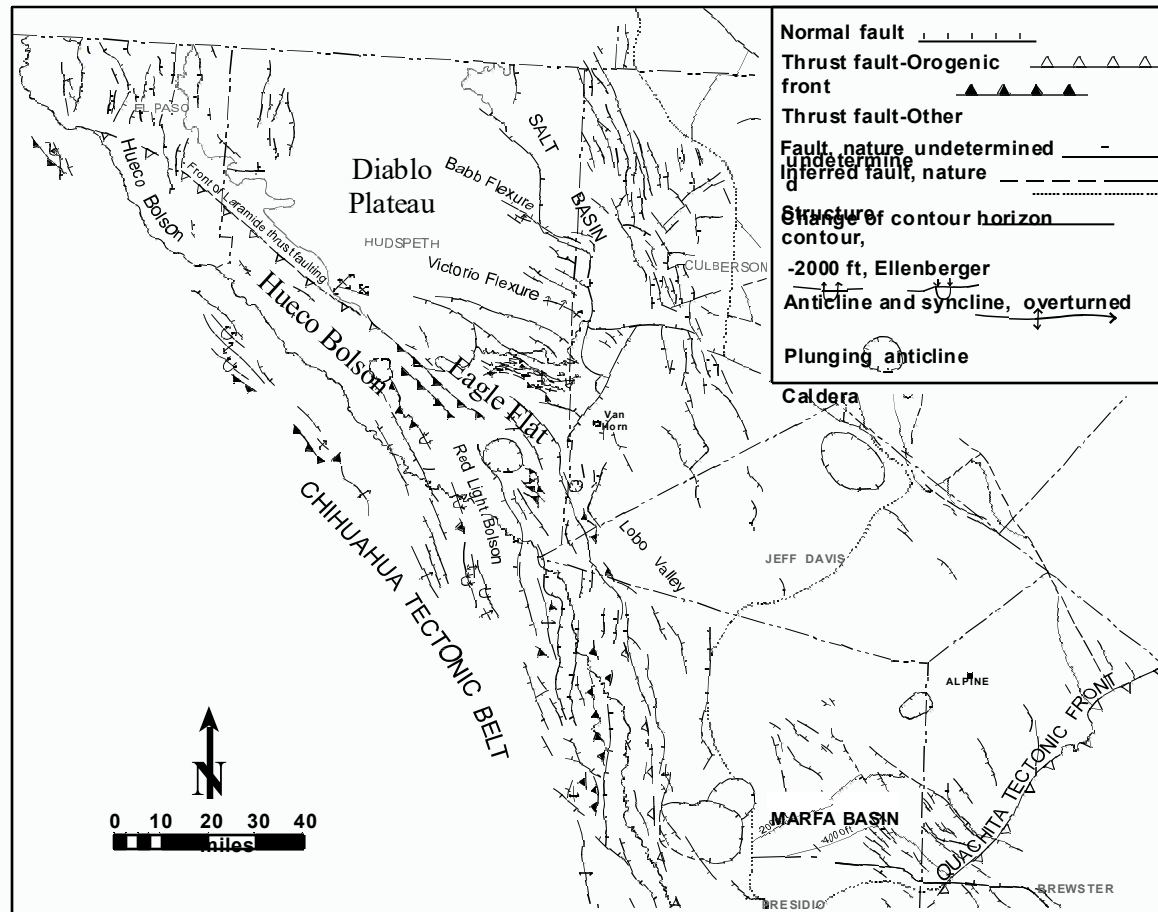 Normal fault
Thrust fault-Orogenic
front
Thrust fault-Other
Fault, nature undetermined
undetermine
Inferred fault, nature
d
Structure
Change of contour horizon
contour,
-2000 ft, Ellenberger
Anticline and syncline, overturned
Plunging anticline
Caldera
EL PASO
Hueco Bolson
Front of Laramide thrust faulting
Diablo
Plateau
SALT
BASIN
Babb Flexure
HUDSPETH
CULBERSON
Victorio Flexure
? ?
Hueco Bolson
Eagle Flat
Van
Horn
Red Light Bolson
CHIHUAHUA TECTONIC BELT
Lobo Valley
JEFF DAVIS
ALPINE
N
0 10 20 30 40
miles
MARFA BASIN
-4000ft
QUACHITA TECTONIC FRONT
BREWSTER
PRESIDIO